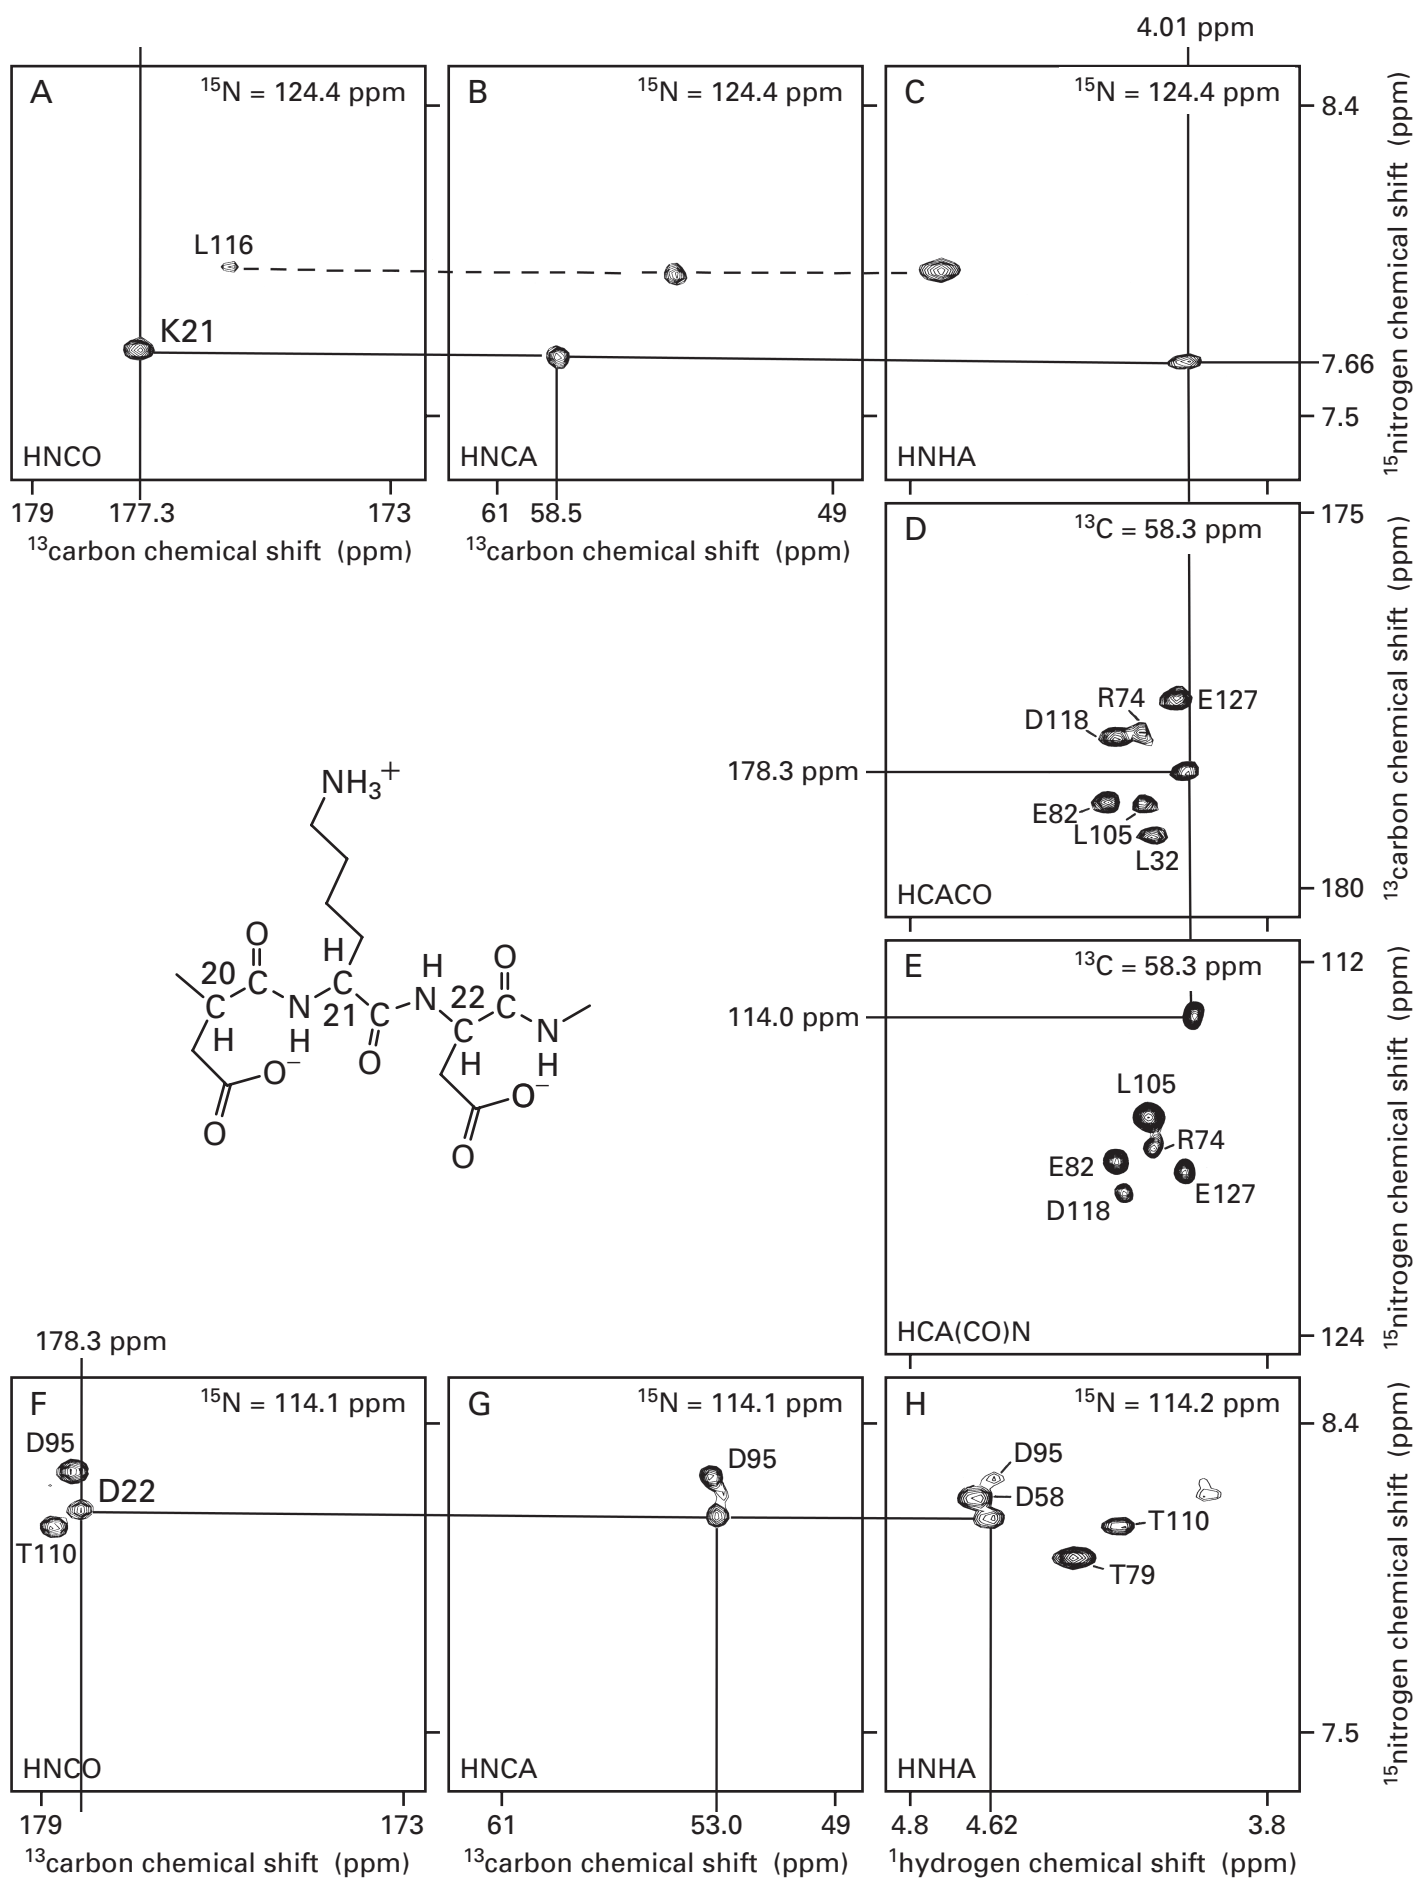 4.01 ppm
A
¹⁵N = 124.4 ppm
L116
K21
HNCO
179
177.3
173
¹³carbon chemical shift (ppm)
B
¹⁵N = 124.4 ppm
HNCA
61
58.5
49
¹³carbon chemical shift (ppm)
C
¹⁵N = 124.4 ppm
HNHA
8.4
7.66
7.5
¹⁵nitrogen chemical shift (ppm)
D
¹³C = 58.3 ppm
R74
E127
D118
178.3 ppm
E82
L105
L32
HCACO
175
180
¹³carbon chemical shift (ppm)
NH₃⁺
O
H
H
O
20
C
N
C
21
C
N
22
C
C
N
H
H
O
H
H
O⁻
O⁻
O
O
E
¹³C = 58.3 ppm
114.0 ppm
L105
R74
E82
E127
D118
HCA(CO)N
112
124
¹⁵nitrogen chemical shift (ppm)
178.3 ppm
F
¹⁵N = 114.1 ppm
D95
D22
T110
HNCO
179
173
¹³carbon chemical shift (ppm)
G
¹⁵N = 114.1 ppm
D95
HNCA
61
53.0
49
¹³carbon chemical shift (ppm)
H
¹⁵N = 114.2 ppm
D95
D58
T110
T79
HNHA
8.4
7.5
¹⁵nitrogen chemical shift (ppm)
4.8
4.62
3.8
¹hydrogen chemical shift (ppm)